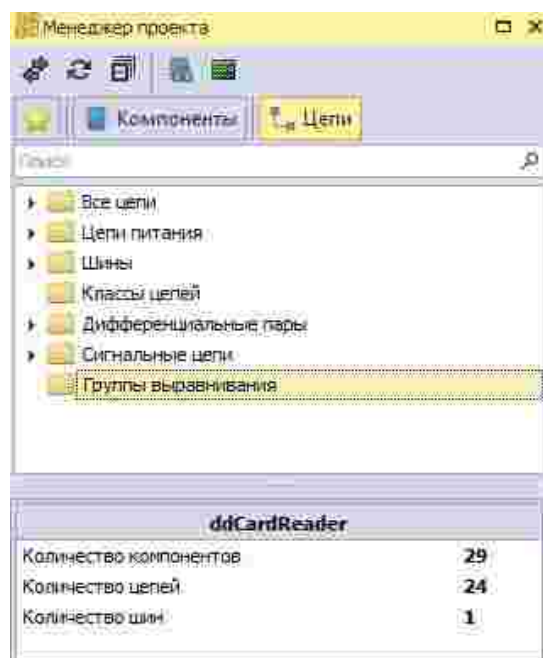 Менеджер проекта
Компоненты Цепи
Поиск
Все цепи
Цепи питания
Шины
Классы цепей
Дифференциальные пары
Сигнальные цепи
Группы выравнивания
ddCardReader
Количество компонентов 29
Количество цепей 24
Количество шин 1